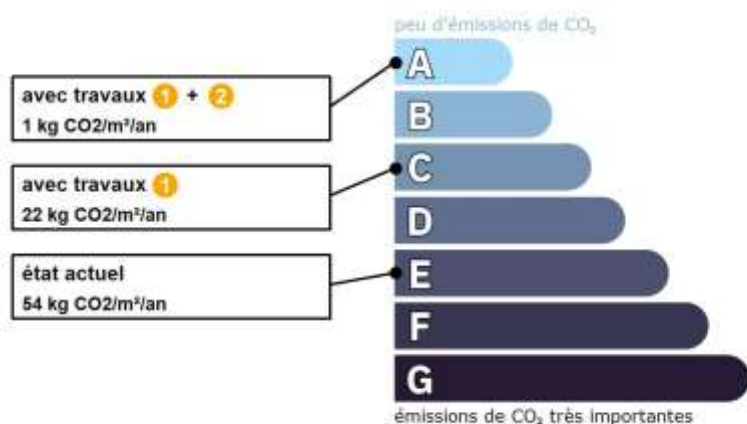 peu d'émissions de CO₂
A
avec travaux 1 + 2
1 kg CO2/m²/an
B
C
avec travaux 1
22 kg CO2/m²/an
D
état actuel
54 kg CO2/m²/an
E
F
G
émissions de CO₂ très importantes